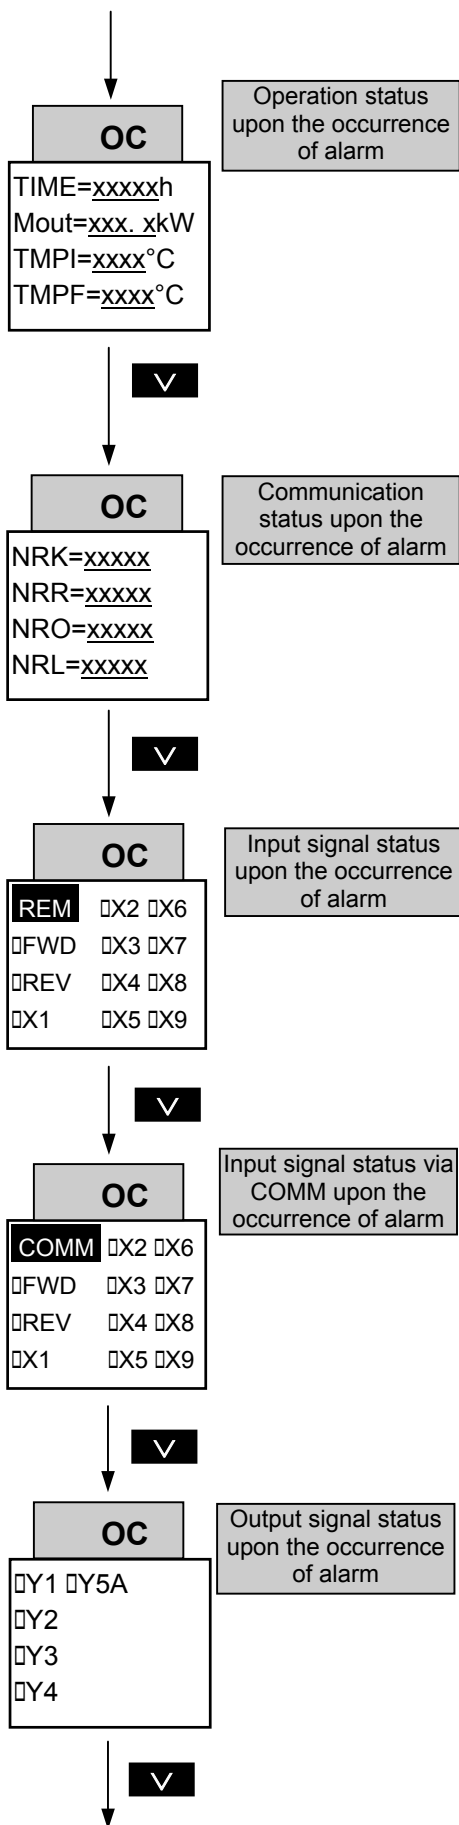 OC
Operation status
upon the occurrence
of alarm
TIME=xxxxxh
Mout=xxx. xkW
TMPI=xxxx°C
TMPF=xxxx°C
∨
OC
Communication
status upon the
occurrence of alarm
NRK=xxxxx
NRR=xxxxx
NRO=xxxxx
NRL=xxxxx
∨
OC
Input signal status
upon the occurrence
of alarm
REM ▯X2 ▯X6
▯FWD ▯X3 ▯X7
▯REV ▯X4 ▯X8
▯X1 ▯X5 ▯X9
∨
OC
Input signal status via
COMM upon the
occurrence of alarm
COMM ▯X2 ▯X6
▯FWD ▯X3 ▯X7
▯REV ▯X4 ▯X8
▯X1 ▯X5 ▯X9
∨
OC
Output signal status
upon the occurrence
of alarm
▯Y1 ▯Y5A
▯Y2
▯Y3
▯Y4
∨